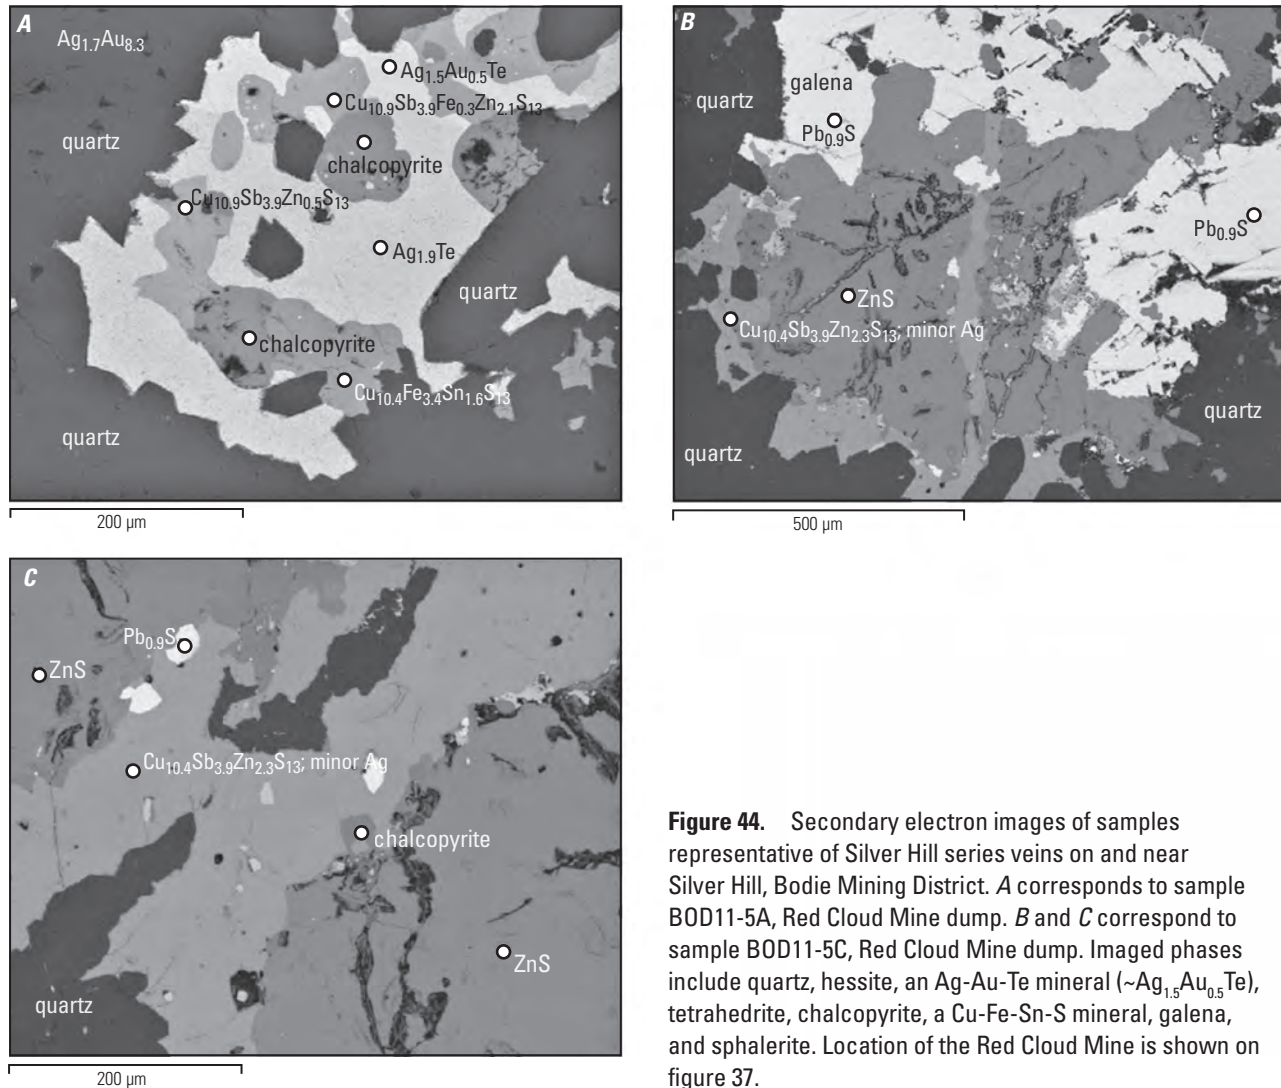 A
Ag1.7Au8.3
Ag1.5Au0.5Te
Cu10.9Sb3.9Fe0.3Zn2.1S13
quartz
chalcopyrite
Cu10.9Sb3.9Zn0.5S13
Ag1.9Te
quartz
chalcopyrite
Cu10.4Fe3.4Sn1.6S13
quartz
200 µm
B
galena
quartz
Pb0.9S
Pb0.9S
ZnS
Cu10.4Sb3.9Zn2.3S13; minor Ag
quartz
quartz
500 µm
C
Pb0.9S
ZnS
Cu10.4Sb3.9Zn2.3S13; minor Ag
chalcopyrite
ZnS
quartz
200 µm
Figure 44. Secondary electron images of samples
representative of Silver Hill series veins on and near
Silver Hill, Bodie Mining District. A corresponds to sample
BOD11-5A, Red Cloud Mine dump. B and C correspond to
sample BOD11-5C, Red Cloud Mine dump. Imaged phases
include quartz, hessite, an Ag-Au-Te mineral (~Ag1.5Au0.5Te),
tetrahedrite, chalcopyrite, a Cu-Fe-Sn-S mineral, galena,
and sphalerite. Location of the Red Cloud Mine is shown on
figure 37.